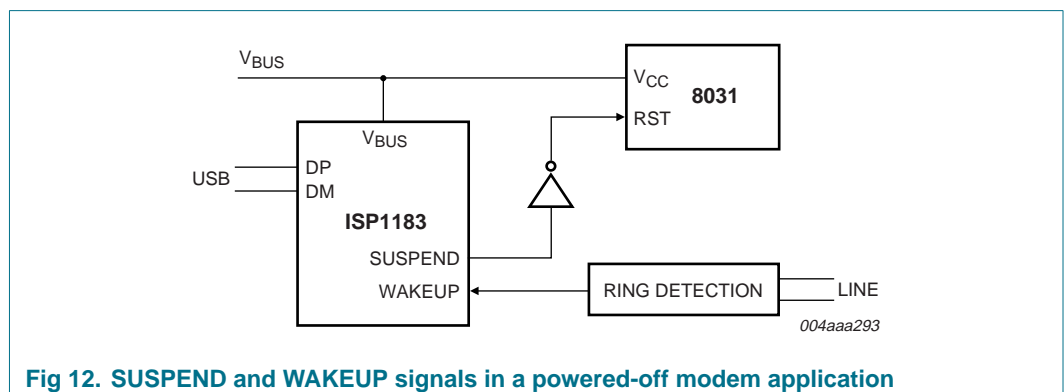 VBUS
VCC
8031
RST
VBUS
USB
DP
DM
ISP1183
SUSPEND
WAKEUP
RING DETECTION
LINE
004aaa293
Fig 12. SUSPEND and WAKEUP signals in a powered-off modem application